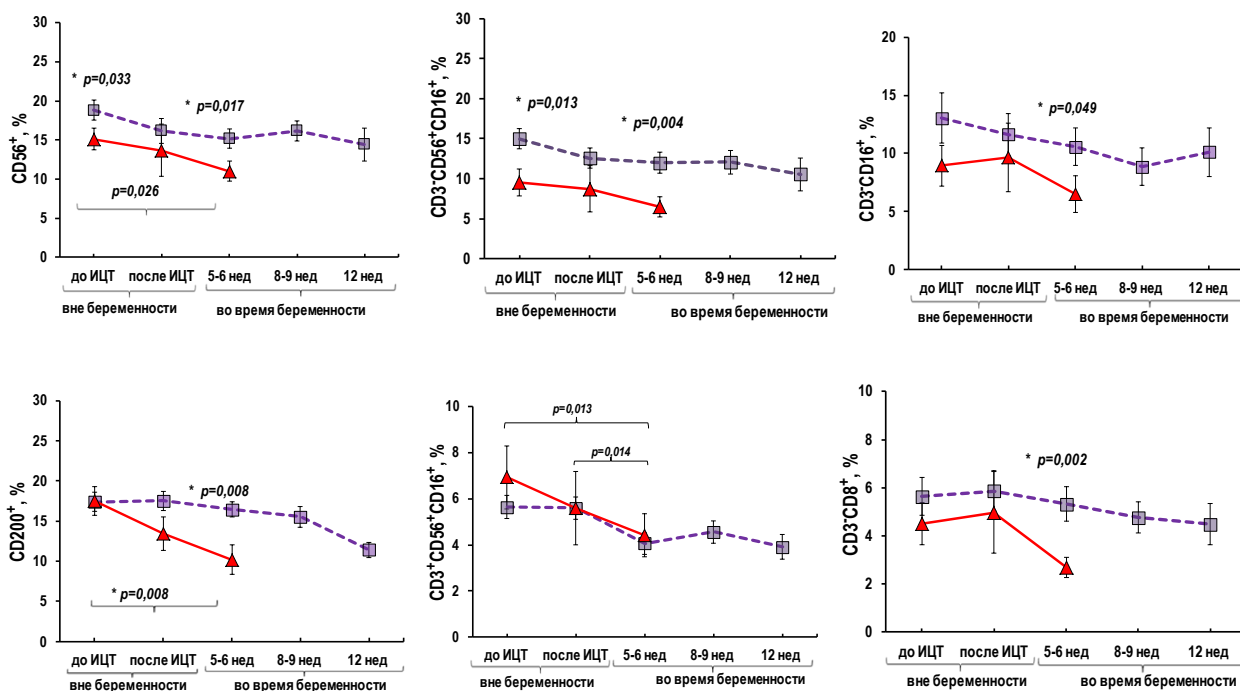 30
25
20
15
10
5
0
CD56⁺, %
* p=0,033
* p=0,017
p=0,026
до ИЦТ после ИЦТ 5-6 нед 8-9 нед 12 нед
вне беременности во время беременности
30
25
20
15
10
5
0
CD3⁻CD56⁺CD16⁺, %
* p=0,013
* p=0,004
до ИЦТ после ИЦТ 5-6 нед 8-9 нед 12 нед
вне беременности во время беременности
20
15
10
5
0
CD3⁻CD16⁺, %
* p=0,049
до ИЦТ после ИЦТ 5-6 нед 8-9 нед 12 нед
вне беременности во время беременности
30
25
20
15
10
5
0
CD200⁺, %
* p=0,008
* p=0,008
до ИЦТ после ИЦТ 5-6 нед 8-9 нед 12 нед
вне беременности во время беременности
10
8
6
4
2
0
CD3⁺CD56⁺CD16⁺, %
p=0,013
p=0,014
до ИЦТ после ИЦТ 5-6 нед 8-9 нед 12 нед
вне беременности во время беременности
8
6
4
2
0
CD3⁻CD8⁺, %
* p=0,002
до ИЦТ после ИЦТ 5-6 нед 8-9 нед 12 нед
вне беременности во время беременности